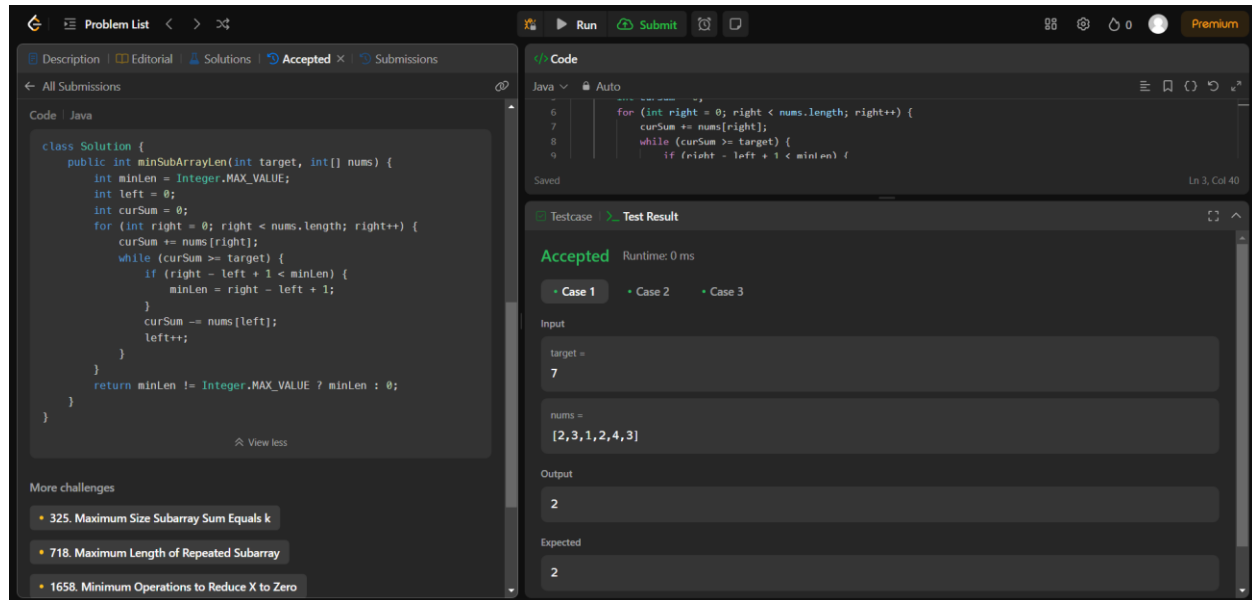 Problem List
Run
Submit
0
Premium
Description | Editorial | Solutions | Accepted × | Submissions
← All Submissions
Code | Java
class Solution {
    public int minSubArrayLen(int target, int[] nums) {
        int minLen = Integer.MAX_VALUE;
        int left = 0;
        int curSum = 0;
        for (int right = 0; right < nums.length; right++) {
            curSum += nums[right];
            while (curSum >= target) {
                if (right - left + 1 < minLen) {
                    minLen = right - left + 1;
                }
                curSum -= nums[left];
                left++;
            }
        }
        return minLen != Integer.MAX_VALUE ? minLen : 0;
    }
}
View less
More challenges
• 325. Maximum Size Subarray Sum Equals k
• 718. Maximum Length of Repeated Subarray
• 1658. Minimum Operations to Reduce X to Zero
</> Code
Java Auto
6 for (int right = 0; right < nums.length; right++) {
7 curSum += nums[right];
8 while (curSum >= target) {
9 if (right - left + 1 < minLen) {
Saved
Ln 3, Col 40
Testcase | >_ Test Result
Accepted Runtime: 0 ms
• Case 1 • Case 2 • Case 3
Input
target =
7
nums =
[2,3,1,2,4,3]
Output
2
Expected
2